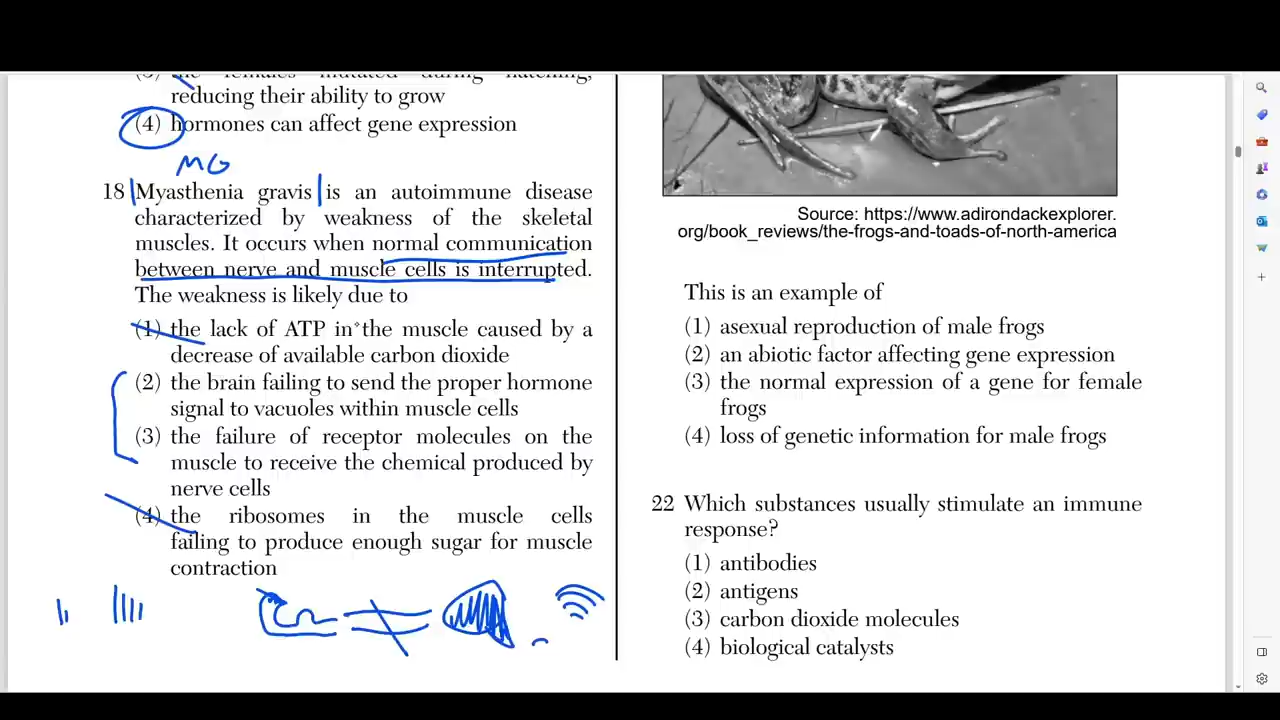 (3) the females mutated during hatching,
reducing their ability to grow
(4) hormones can affect gene expression
MG
18 Myasthenia gravis is an autoimmune disease
characterized by weakness of the skeletal
muscles. It occurs when normal communication
between nerve and muscle cells is interrupted.
The weakness is likely due to
(1) the lack of ATP in the muscle caused by a
decrease of available carbon dioxide
(2) the brain failing to send the proper hormone
signal to vacuoles within muscle cells
(3) the failure of receptor molecules on the
muscle to receive the chemical produced by
nerve cells
(4) the ribosomes in the muscle cells
failing to produce enough sugar for muscle
contraction
Source: https://www.adirondackexplorer.
org/book_reviews/the-frogs-and-toads-of-north-america
This is an example of
(1) asexual reproduction of male frogs
(2) an abiotic factor affecting gene expression
(3) the normal expression of a gene for female
frogs
(4) loss of genetic information for male frogs
22 Which substances usually stimulate an immune
response?
(1) antibodies
(2) antigens
(3) carbon dioxide molecules
(4) biological catalysts